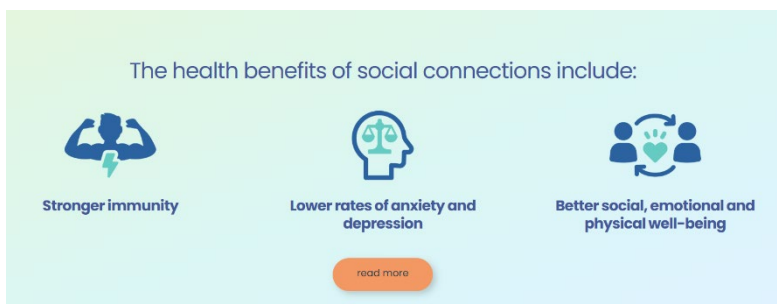 The health benefits of social connections include:
Stronger immunity
Lower rates of anxiety and
depression
Better social, emotional and
physical well-being
read more